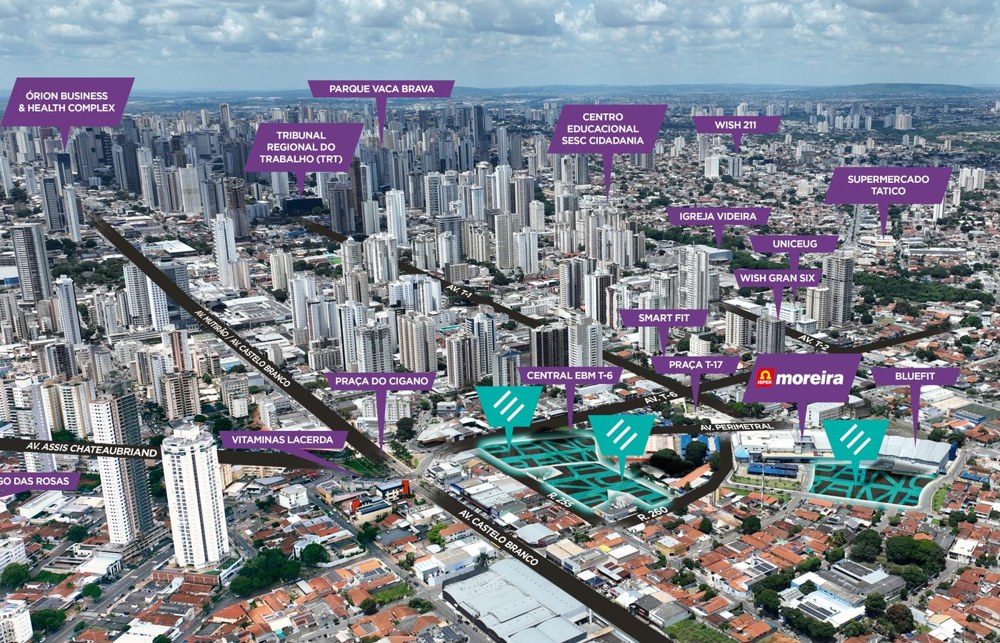 ÓRION BUSINESS
& HEALTH COMPLEX
PARQUE VACA BRAVA
TRIBUNAL
REGIONAL DO
TRABALHO (TRT)
CENTRO
EDUCACIONAL
SESC CIDADANIA
WISH 211
SUPERMERCADO
TATICO
IGREJA VIDEIRA
UNICEUG
WISH GRAN SIX
AV. T-1
AV. MUTIRÃO
AV. CASTELO BRANCO
SMART FIT
AV. T-2
PRAÇA DO CIGANO
CENTRAL EBM T-6
PRAÇA T-17
HIPER
moreira
BLUEFIT
AV. T-6
AV. PERIMETRAL
VITAMINAS LACERDA
AV. ASSIS CHATEAUBRIAND
GO DAS ROSAS
R. 260
AV. CASTELO BRANCO